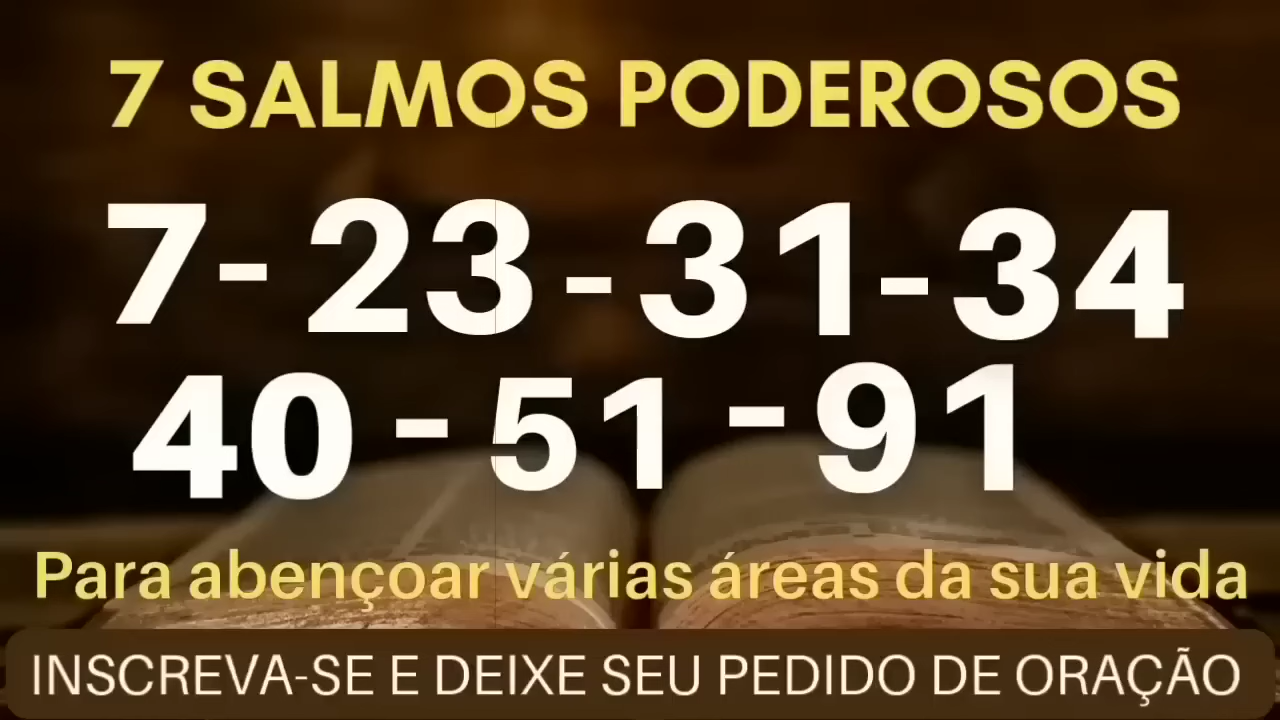 7 SALMOS PODEROSOS
7- 23 - 31- 34
40 - 51 - 91
Para abençoar várias áreas da sua vida
INSCREVA-SE E DEIXE SEU PEDIDO DE ORAÇÃO